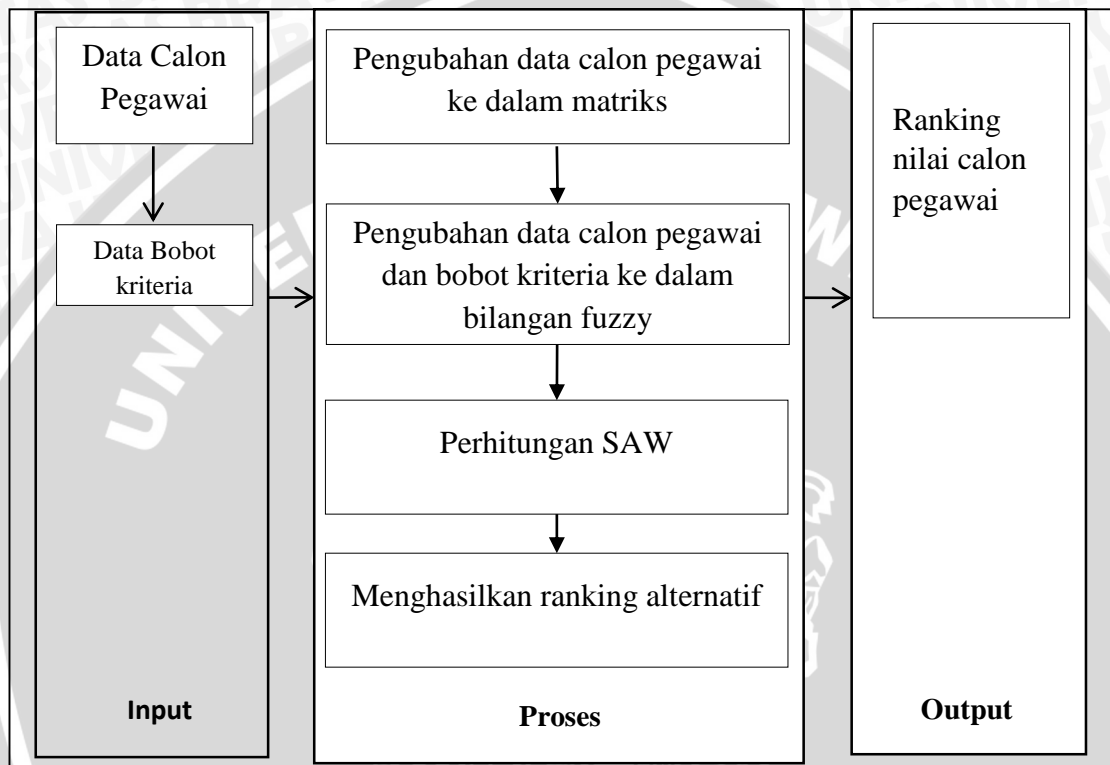 Data Calon
Pegawai
Data Bobot
kriteria
Input
Pengubahan data calon pegawai
ke dalam matriks
Pengubahan data calon pegawai
dan bobot kriteria ke dalam
bilangan fuzzy
Perhitungan SAW
Menghasilkan ranking alternatif
Proses
Ranking
nilai calon
pegawai
Output